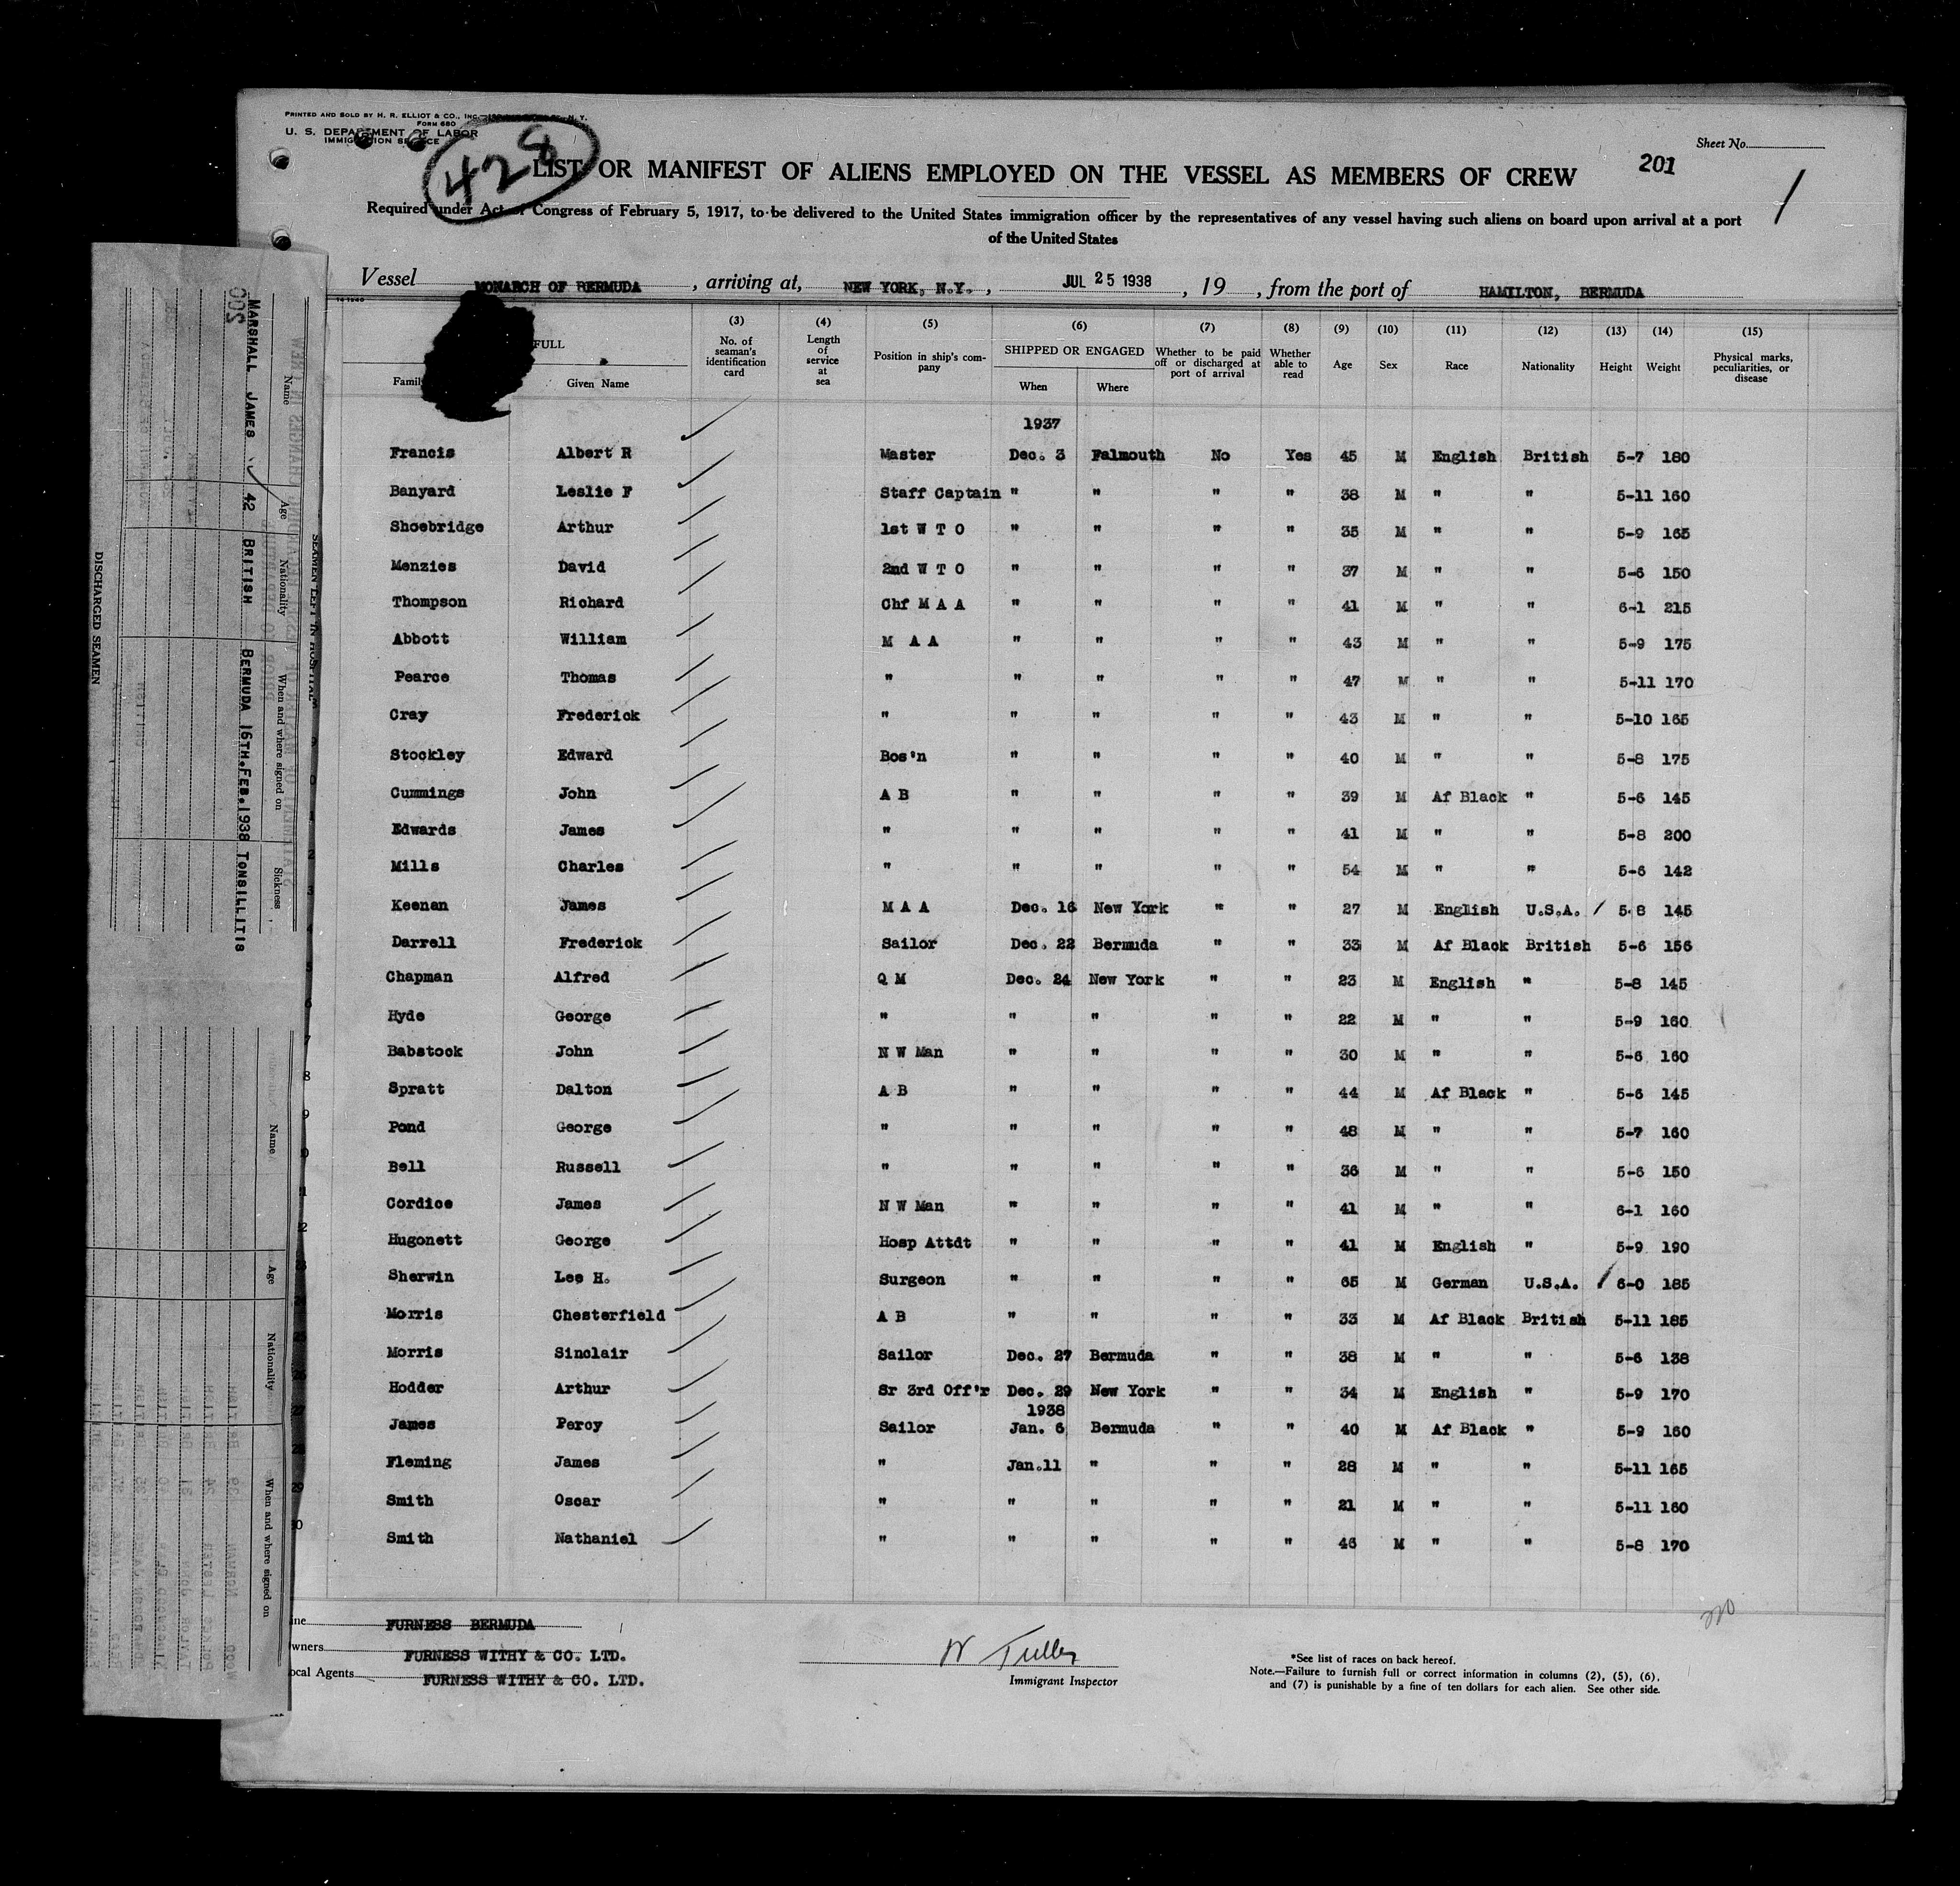 PRINTED AND SOLD BY H. R. ELLIOT & CO., INC. N. Y.
FORM 680
U. S. DEPARTMENT OF LABOR
IMMIGRATION SERVICE
428
Sheet No.
201
1
LIST OR MANIFEST OF ALIENS EMPLOYED ON THE VESSEL AS MEMBERS OF CREW
Required under Act of Congress of February 5, 1917, to be delivered to the United States immigration officer by the representatives of any vessel having such aliens on board upon arrival at a port
of the United States
Vessel MONARCH OF BERMUDA , arriving at, NEW YORK, N.Y. , JUL 25 1938 , 19 , from the port of HAMILTON, BERMUDA
FULL
Given Name
(3) No. of seaman's identification card
(4) Length of service at sea
(5) Position in ship's company
(6) SHIPPED OR ENGAGED When Where
(7) Whether to be paid off or discharged at port of arrival
(8) Whether able to read
(9) Age
(10) Sex
(11) Race
(12) Nationality
(13) Height
(14) Weight
(15) Physical marks, peculiarities, or disease
1937
Francis Albert R Master Dec. 3 Falmouth No Yes 45 M English British 5-7 180
Banyard Leslie F Staff Captain " " " " 38 M " " 5-11 160
Shoebridge Arthur 1st W T O " " " " 35 M " " 5-9 165
Menzies David 2nd W T O " " " " 37 M " " 5-6 150
Thompson Richard Chf M A A " " " " 41 M " " 6-1 215
Abbott William M A A " " " " 43 M " " 5-9 175
Pearce Thomas " " " " " 47 M " " 5-11 170
Cray Frederick " " " " " 43 M " " 5-10 165
Stockley Edward Bos'n " " " " 40 M " " 5-8 175
Cummings John A B " " " " 39 M Af Black " 5-6 145
Edwards James " " " " " 41 M " " 5-8 200
Mills Charles " " " " " 54 M " " 5-6 142
Keenan James M A A Dec. 16 New York " " 27 M English U.S.A. 5-8 145
Darrell Frederick Sailor Dec. 22 Bermuda " " 33 M Af Black British 5-6 156
Chapman Alfred Q M Dec. 24 New York " " 23 M English " 5-8 145
Hyde George " " " " " 22 M " " 5-9 160
Babstock John N W Man " " " " 30 M " " 5-6 160
Spratt Dalton A B " " " " 44 M Af Black " 5-6 145
Pond George " " " " " 48 M " " 5-7 160
Bell Russell " " " " " 36 M " " 5-6 150
Cordice James N W Man " " " " 41 M " " 6-1 160
Hugonett George Hosp Attdt " " " " 41 M English " 5-9 190
Sherwin Lee H. Surgeon " " " " 65 M German U.S.A. 6-0 185
Morris Chesterfield A B " " " " 33 M Af Black British 5-11 185
Morris Sinclair Sailor Dec. 27 Bermuda " " 38 M " " 5-6 138
Hodder Arthur Sr 3rd Off'r Dec. 29 New York " " 34 M English " 5-9 170
1938
James Percy Sailor Jan. 6 Bermuda " " 40 M Af Black " 5-9 160
Fleming James " Jan.11 " " " 28 M " " 5-11 165
Smith Oscar " " " " " 21 M " " 5-11 160
Smith Nathaniel " " " " " 46 M " " 5-8 170
FURNESS BERMUDA
FURNESS WITHY & CO. LTD.
Local Agents FURNESS WITHY & CO. LTD.
Immigrant Inspector
*See list of races on back hereof.
Note.—Failure to furnish full or correct information in columns (2), (5), (6),
and (7) is punishable by a fine of ten dollars for each alien. See other side.
200
SEAMEN LEFT IN HOSPITAL
Name Age Nationality When and where signed on Sickness
MARSHALL JAMES 42 BRITISH BERMUDA 16TH.FEB.1938 TONSILLITIS
DISCHARGED SEAMEN
Name Age Nationality When and where signed on